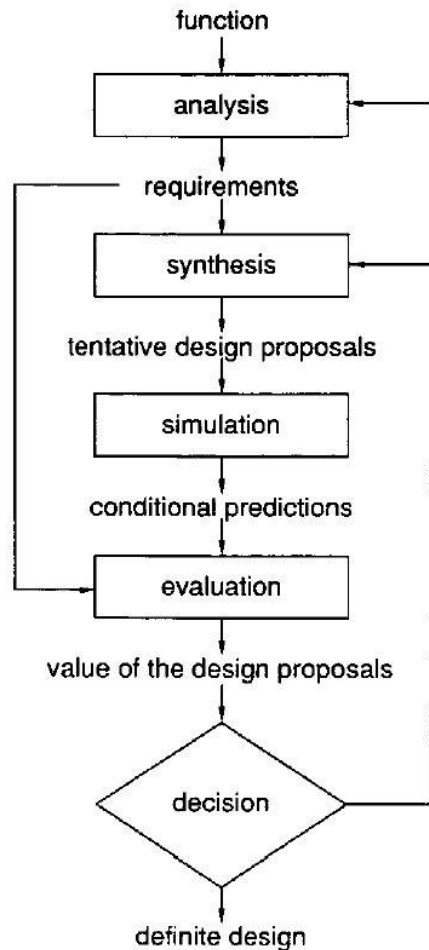 function
analysis
requirements
synthesis
tentative design proposals
simulation
conditional predictions
evaluation
value of the design proposals
decision
definite design